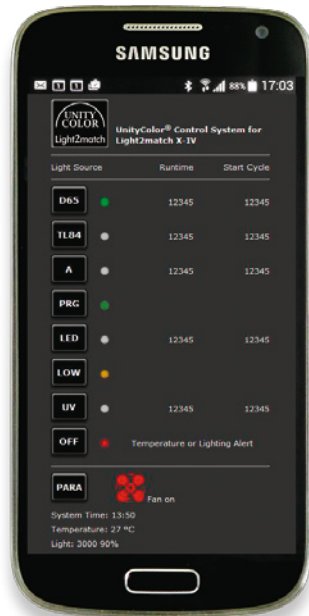 SAMSUNG
1 1 88% 17:03
UNITY
COLOR
Light2match
UnityColor® Control System for
Light2match X-IV
Light Source Runtime Start Cycle
D65 12345 12345
TL84 12345 12345
A 12345 12345
PRG
LED 12345 12345
LOW
UV 12345 12345
OFF Temperature or Lighting Alert
PARA Fan on
System Time: 13:50
Temperature: 27 °C
Light: 3000 90%